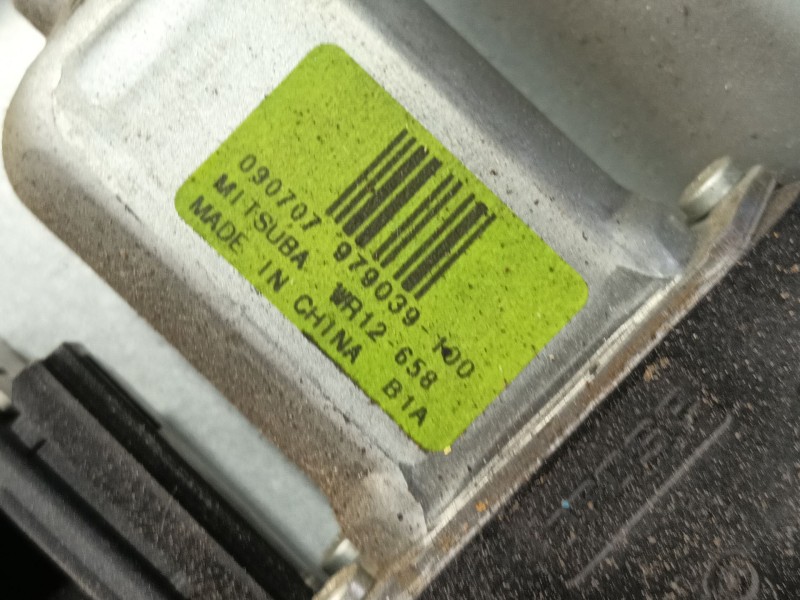 090707 979039-100
MITSUBA WR12-658
MADE IN CHINA B1A